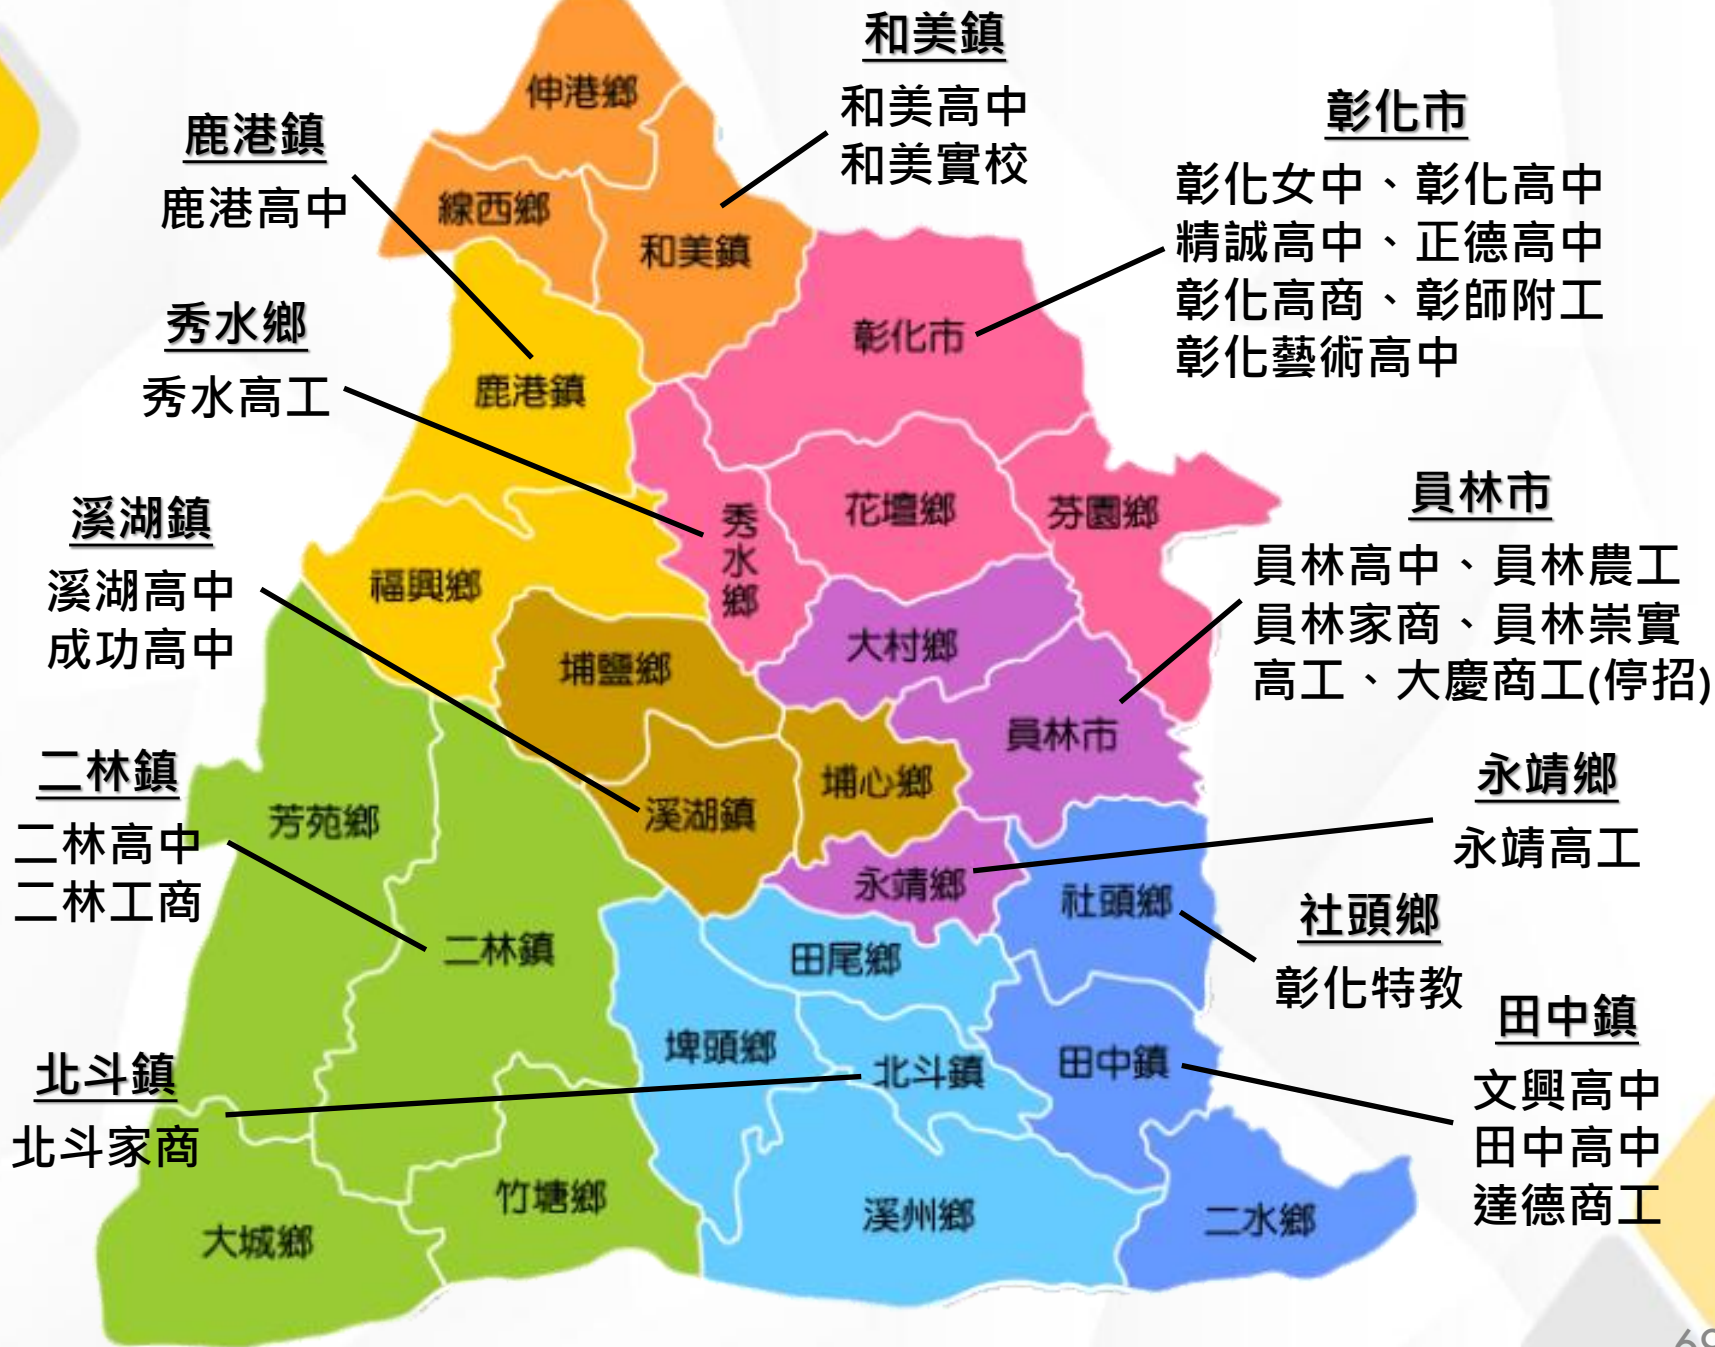 和美鎮
和美高中
和美實校
彰化市
彰化女中、彰化高中
精誠高中、正德高中
彰化高商、彰師附工
彰化藝術高中
鹿港鎮
鹿港高中
秀水鄉
秀水高工
溪湖鎮
溪湖高中
成功高中
員林市
員林高中、員林農工
員林家商、員林崇實
高工、大慶商工(停招)
二林鎮
二林高中
二林工商
永靖鄉
永靖高工
社頭鄉
彰化特教
北斗鎮
北斗家商
田中鎮
文興高中
田中高中
達德商工
伸港鄉
線西鄉
和美鎮
彰化市
鹿港鎮
秀水鄉
花壇鄉
芬園鄉
福興鄉
大村鄉
埔鹽鄉
員林市
埔心鄉
溪湖鎮
芳苑鄉
永靖鄉
社頭鄉
二林鎮
田尾鄉
埤頭鄉
北斗鎮
田中鎮
竹塘鄉
溪州鄉
二水鄉
大城鄉